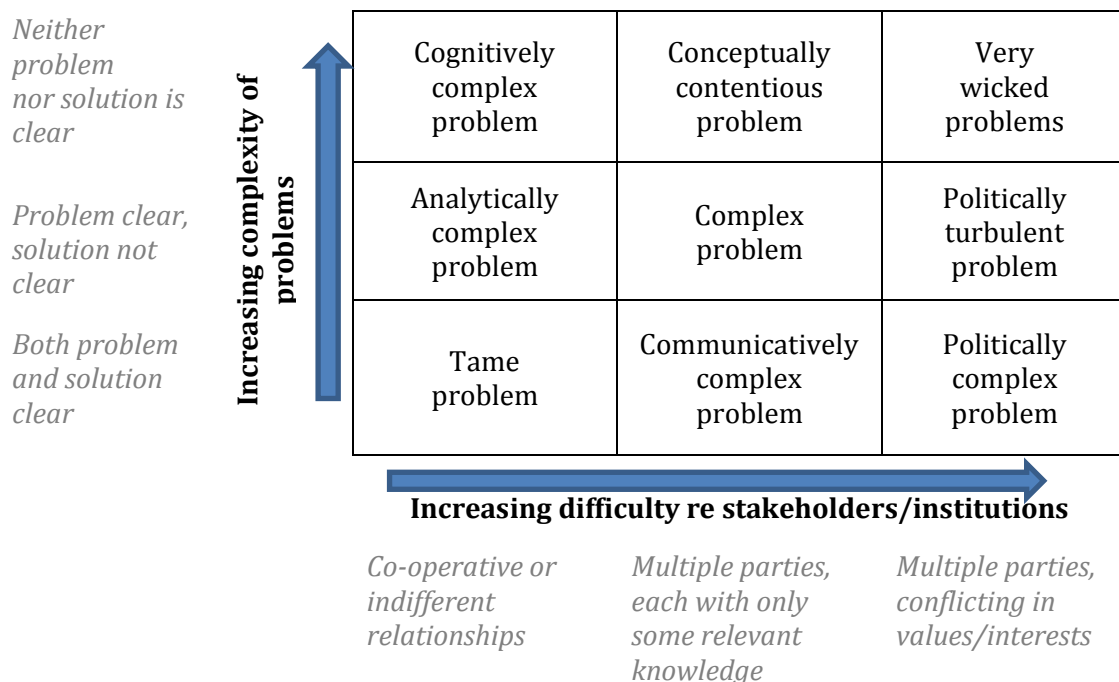 Neither
problem
nor solution is
clear
Problem clear,
solution not
clear
Both problem
and solution
clear
Increasing complexity of
problems
Cognitively
complex
problem
Conceptually
contentious
problem
Very
wicked
problems
Analytically
complex
problem
Complex
problem
Politically
turbulent
problem
Tame
problem
Communicatively
complex
problem
Politically
complex
problem
Increasing difficulty re stakeholders/institutions
Co-operative or
indifferent
relationships
Multiple parties,
each with only
some relevant
knowledge
Multiple parties,
conflicting in
values/interests